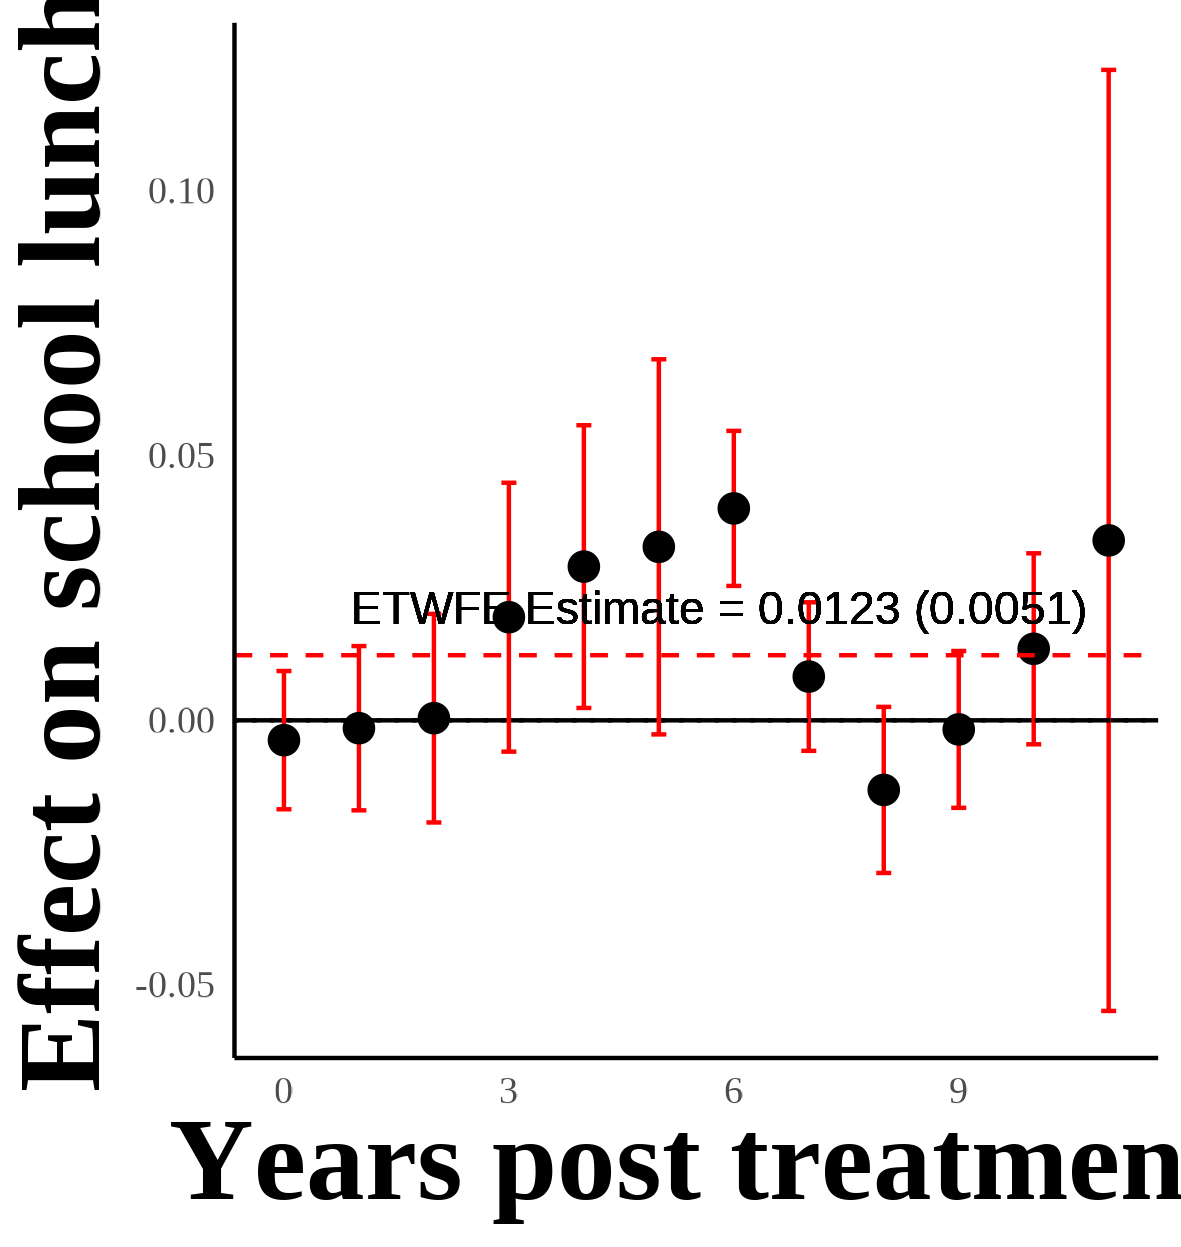 Effect on school lunch
0.10
0.05
0.00
-0.05
ETWFE Estimate = 0.0123 (0.0051)
0 3 6 9
Years post treatmen